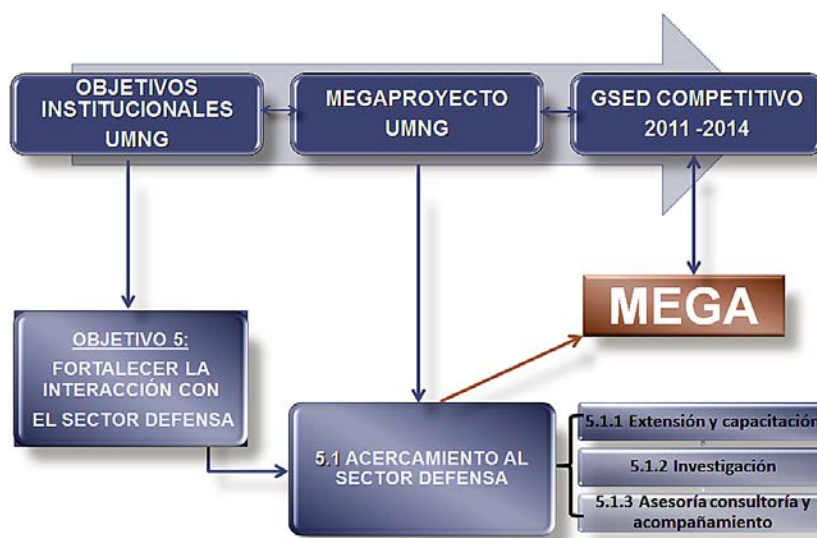 OBJETIVOS
INSTITUCIONALES
UMNG
MEGAPROYECTO
UMNG
GSED COMPETITIVO
2011 -2014
MEGA
OBJETIVO 5:
FORTALECER LA
INTERACCIÓN CON
EL SECTOR DEFENSA
5.1 ACERCAMIENTO AL
SECTOR DEFENSA
5.1.1 Extensión y capacitación
5.1.2 Investigación
5.1.3 Asesoría consultoría y
acompañamiento